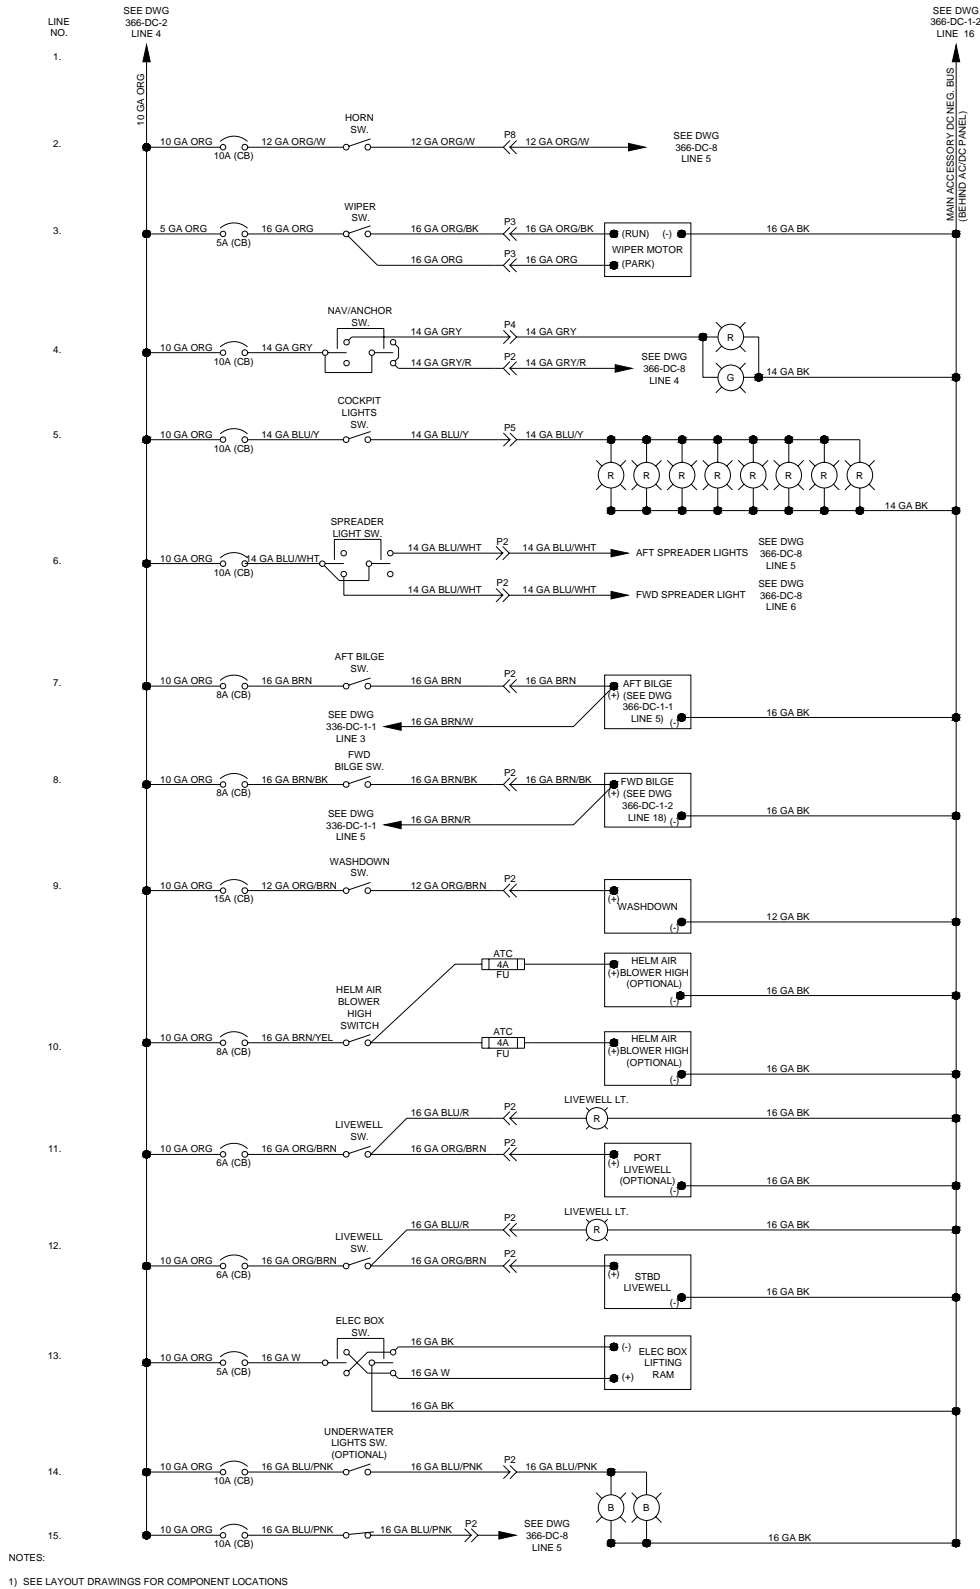 LINE
NO.
SEE DWG
366-DC-2
LINE 4
SEE DWG
366-DC-1-2
LINE 16
1.
10 GA ORG
MAIN ACCESSORY DC NEG. BUS
(BEHIND AC/DC PANEL)
2.
10 GA ORG
10A (CB)
12 GA ORG/W
HORN
SW.
12 GA ORG/W
P8
12 GA ORG/W
SEE DWG
366-DC-8
LINE 5
3.
5 GA ORG
5A (CB)
16 GA ORG
WIPER
SW.
16 GA ORG/BK
P3
16 GA ORG/BK
(RUN) (-)
WIPER MOTOR
(PARK)
16 GA BK
16 GA ORG
P3
16 GA ORG
4.
10 GA ORG
10A (CB)
14 GA GRY
NAV/ANCHOR
SW.
14 GA GRY
P4
14 GA GRY
R
14 GA GRY/R
P2
14 GA GRY/R
SEE DWG
366-DC-8
LINE 4
G
14 GA BK
5.
10 GA ORG
10A (CB)
14 GA BLU/Y
COCKPIT
LIGHTS
SW.
14 GA BLU/Y
P5
14 GA BLU/Y
R R R R R R R R
14 GA BK
6.
10 GA ORG
10A (CB)
14 GA BLU/WHT
SPREADER
LIGHT SW.
14 GA BLU/WHT
P2
14 GA BLU/WHT
AFT SPREADER LIGHTS
SEE DWG
366-DC-8
LINE 5
14 GA BLU/WHT
P2
14 GA BLU/WHT
FWD SPREADER LIGHT
SEE DWG
366-DC-8
LINE 6
7.
10 GA ORG
8A (CB)
16 GA BRN
AFT BILGE
SW.
16 GA BRN
P2
16 GA BRN
AFT BILGE
(+) (SEE DWG
366-DC-1-1
LINE 5) (-)
16 GA BK
SEE DWG
336-DC-1-1
LINE 3
16 GA BRN/W
8.
10 GA ORG
8A (CB)
16 GA BRN/BK
FWD
BILGE SW.
16 GA BRN/BK
P2
16 GA BRN/BK
FWD BILGE
(+) (SEE DWG
366-DC-1-2
LINE 18) (-)
16 GA BK
SEE DWG
336-DC-1-1
LINE 5
16 GA BRN/R
9.
10 GA ORG
15A (CB)
12 GA ORG/BRN
WASHDOWN
SW.
12 GA ORG/BRN
P2
(+)
WASHDOWN
(-)
12 GA BK
ATC
4A
FU
HELM AIR
(+) BLOWER HIGH
(OPTIONAL)
(-)
16 GA BK
10.
10 GA ORG
8A (CB)
16 GA BRN/YEL
HELM AIR
BLOWER
HIGH
SWITCH
ATC
4A
FU
HELM AIR
(+) BLOWER HIGH
(OPTIONAL)
(-)
16 GA BK
11.
10 GA ORG
6A (CB)
16 GA ORG/BRN
LIVEWELL
SW.
16 GA BLU/R
P2
LIVEWELL LT.
R
16 GA BK
16 GA ORG/BRN
P2
(+) PORT
LIVEWELL
(OPTIONAL)
(-)
16 GA BK
12.
10 GA ORG
6A (CB)
16 GA ORG/BRN
LIVEWELL
SW.
16 GA BLU/R
P2
LIVEWELL LT.
R
16 GA BK
16 GA ORG/BRN
P2
(+) STBD
LIVEWELL
(-)
16 GA BK
13.
10 GA ORG
5A (CB)
16 GA W
ELEC BOX
SW.
16 GA BK
16 GA W
(-) ELEC BOX
LIFTING
(+) RAM
16 GA BK
14.
10 GA ORG
10A (CB)
16 GA BLU/PNK
UNDERWATER
LIGHTS SW.
(OPTIONAL)
16 GA BLU/PNK
P2
16 GA BLU/PNK
B B
15.
10 GA ORG
10A (CB)
16 GA BLU/PNK
16 GA BLU/PNK
P2
SEE DWG
366-DC-8
LINE 5
16 GA BK
NOTES:
1) SEE LAYOUT DRAWINGS FOR COMPONENT LOCATIONS